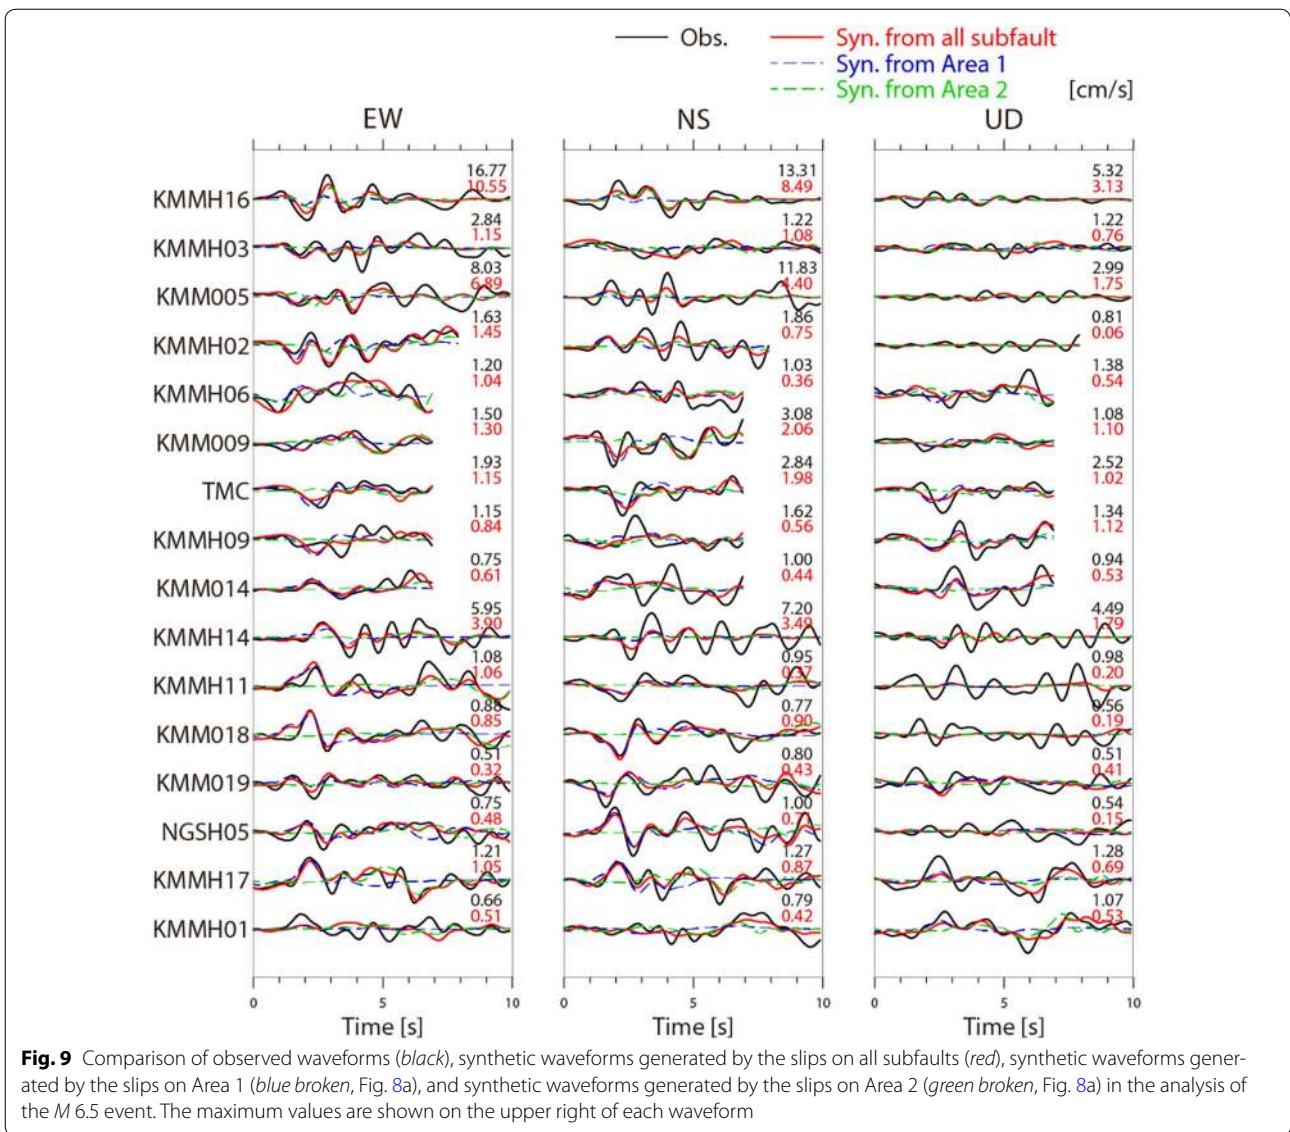 Obs.
Syn. from all subfault
Syn. from Area 1
Syn. from Area 2 [cm/s]
EW NS UD
KMMH16 16.77 10.55 13.31 8.49 5.32 3.13
KMMH03 2.84 1.15 1.22 1.08 1.22 0.76
KMM005 8.03 6.89 11.83 4.40 2.99 1.75
KMMH02 1.63 1.45 1.86 0.75 0.81 0.06
KMMH06 1.20 1.04 1.03 0.36 1.38 0.54
KMM009 1.50 1.30 3.08 2.06 1.08 1.10
TMC 1.93 1.15 2.84 1.98 2.52 1.02
KMMH09 1.15 0.84 1.62 0.56 1.34 1.12
KMM014 0.75 0.61 1.00 0.44 0.94 0.53
KMMH14 5.95 3.90 7.20 3.49 4.49 1.79
KMMH11 1.08 1.06 0.95 0.37 0.98 0.20
KMM018 0.88 0.85 0.77 0.90 0.56 0.19
KMM019 0.51 0.32 0.80 0.43 0.51 0.41
NGSH05 0.75 0.48 1.00 0.54 0.15
KMMH17 1.21 1.05 1.27 0.87 1.28 0.69
KMMH01 0.66 0.51 0.79 0.42 1.07 0.53
0 5 10 0 5 10 0 5 10
Time [s] Time [s] Time [s]
Fig. 9 Comparison of observed waveforms (black), synthetic waveforms generated by the slips on all subfaults (red), synthetic waveforms gener-
ated by the slips on Area 1 (blue broken, Fig. 8a), and synthetic waveforms generated by the slips on Area 2 (green broken, Fig. 8a) in the analysis of
the M 6.5 event. The maximum values are shown on the upper right of each waveform